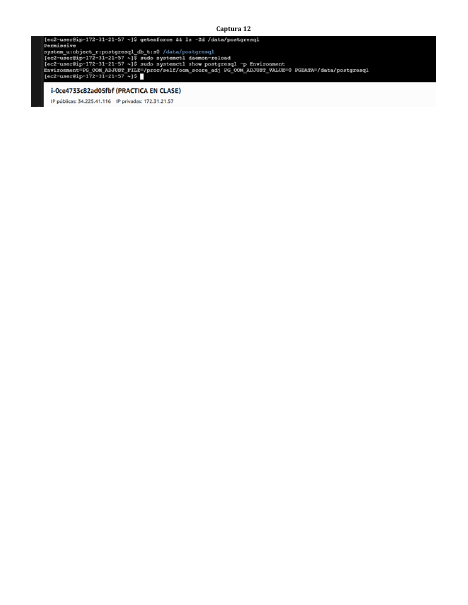 Captura 12
[ec2-user@ip-172-31-21-57 ~]$ getenforce && ls -Zd /data/postgresql
Permissive
system_u:object_r:postgresql_db_t:s0 /data/postgresql
[ec2-user@ip-172-31-21-57 ~]$ sudo systemctl daemon-reload
[ec2-user@ip-172-31-21-57 ~]$ sudo systemctl show postgresql -p Environment
Environment=PG_OOM_ADJUST_FILE=/proc/self/oom_score_adj PG_OOM_ADJUST_VALUE=0 PGDATA=/data/postgresql
[ec2-user@ip-172-31-21-57 ~]$
i-0ce4733c82ad05fbf (PRACTICA EN CLASE)
IP públicas: 34.225.41.116 IP privadas: 172.31.21.57